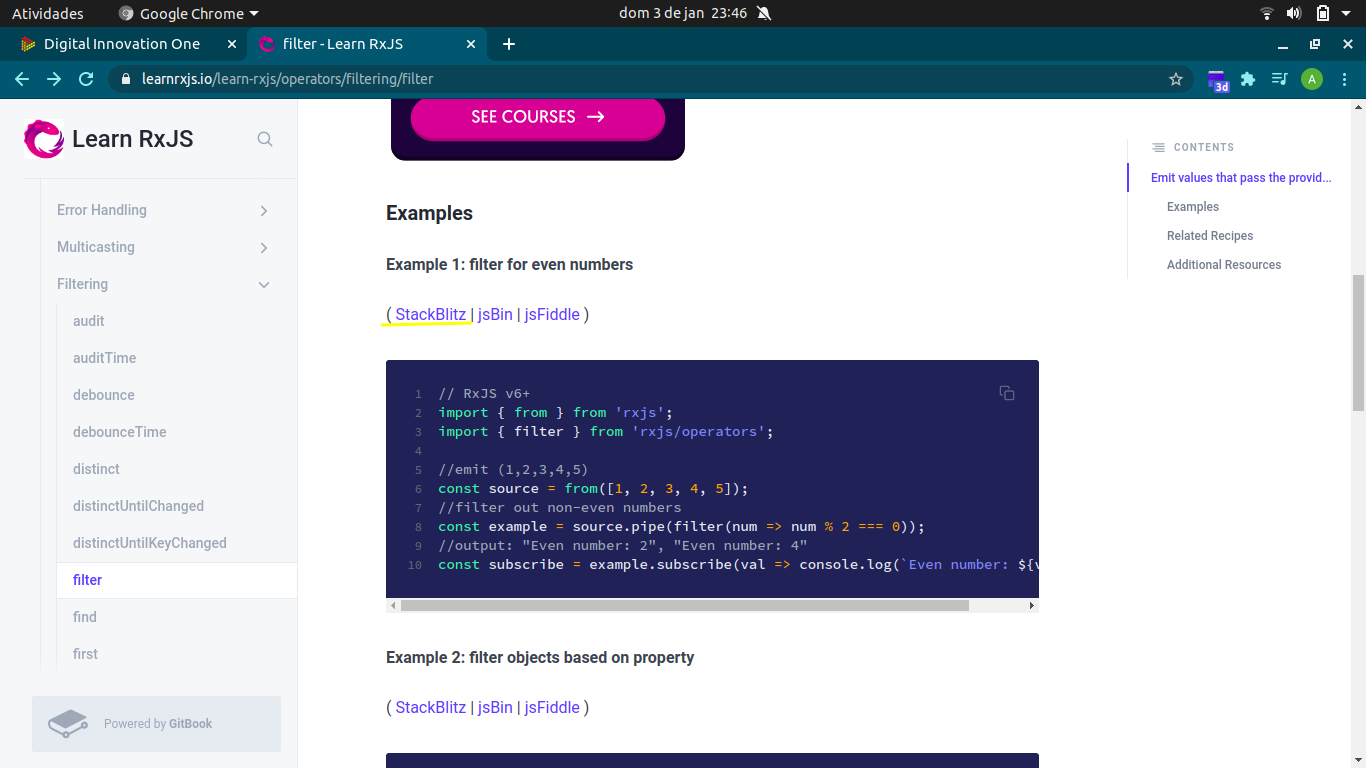 Atividades
Google Chrome
dom 3 de jan 23:46
Digital Innovation One
filter - Learn RxJS
learnrxjs.io/learn-rxjs/operators/filtering/filter
3d
A
Learn RxJS
Error Handling
Multicasting
Filtering
audit
auditTime
debounce
debounceTime
distinct
distinctUntilChanged
distinctUntilKeyChanged
filter
find
first
Powered by GitBook
SEE COURSES →
Examples
Example 1: filter for even numbers
( StackBlitz | jsBin | jsFiddle )
1 // RxJS v6+
2 import { from } from 'rxjs';
3 import { filter } from 'rxjs/operators';
4
5 //emit (1,2,3,4,5)
6 const source = from([1, 2, 3, 4, 5]);
7 //filter out non-even numbers
8 const example = source.pipe(filter(num => num % 2 === 0));
9 //output: "Even number: 2", "Even number: 4"
10 const subscribe = example.subscribe(val => console.log(`Even number: ${v
Example 2: filter objects based on property
( StackBlitz | jsBin | jsFiddle )
CONTENTS
Emit values that pass the provid...
Examples
Related Recipes
Additional Resources